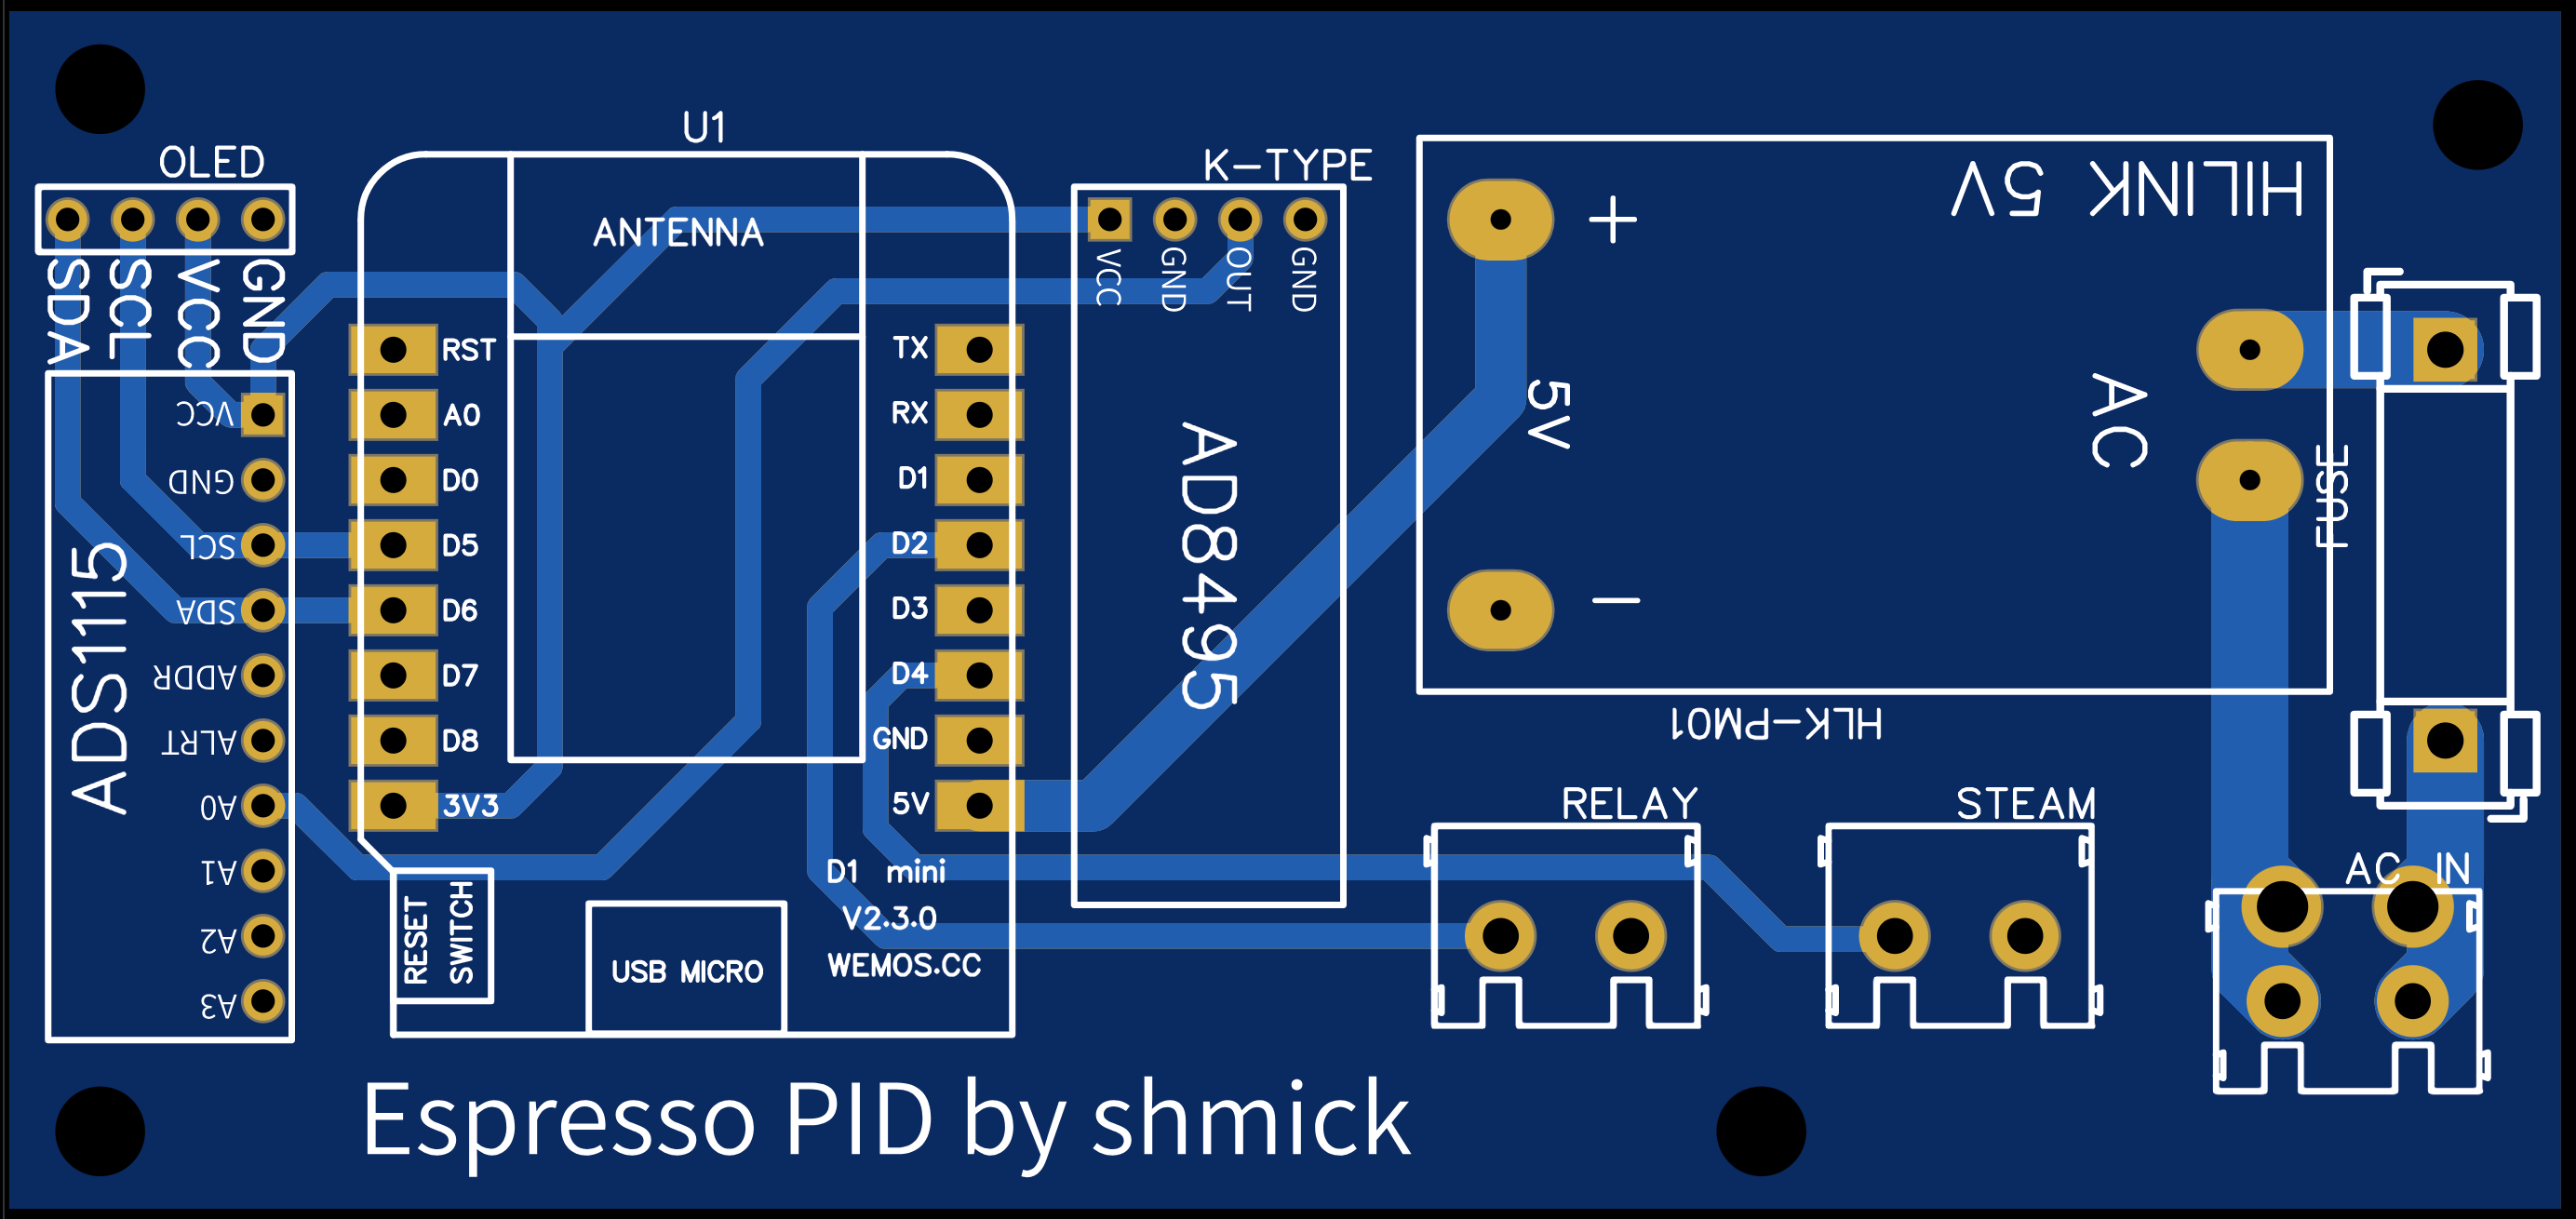 U1
OLED
SDA
SCL
VCC
GND
ADS1115
VCC
GND
SCL
SDA
ADDR
ALRT
A0
A1
A2
A3
ANTENNA
RST
A0
D0
D5
D6
D7
D8
3V3
TX
RX
D1
D2
D3
D4
GND
5V
RESET
SWITCH
USB MICRO
D1 mini
V2.3.0
WEMOS.CC
K-TYPE
VCC
GND
OUT
GND
AD8495
HILINK 5V
+
5V
−
AC
HLK-PM01
FUSE
RELAY
STEAM
AC IN
Espresso PID by shmick